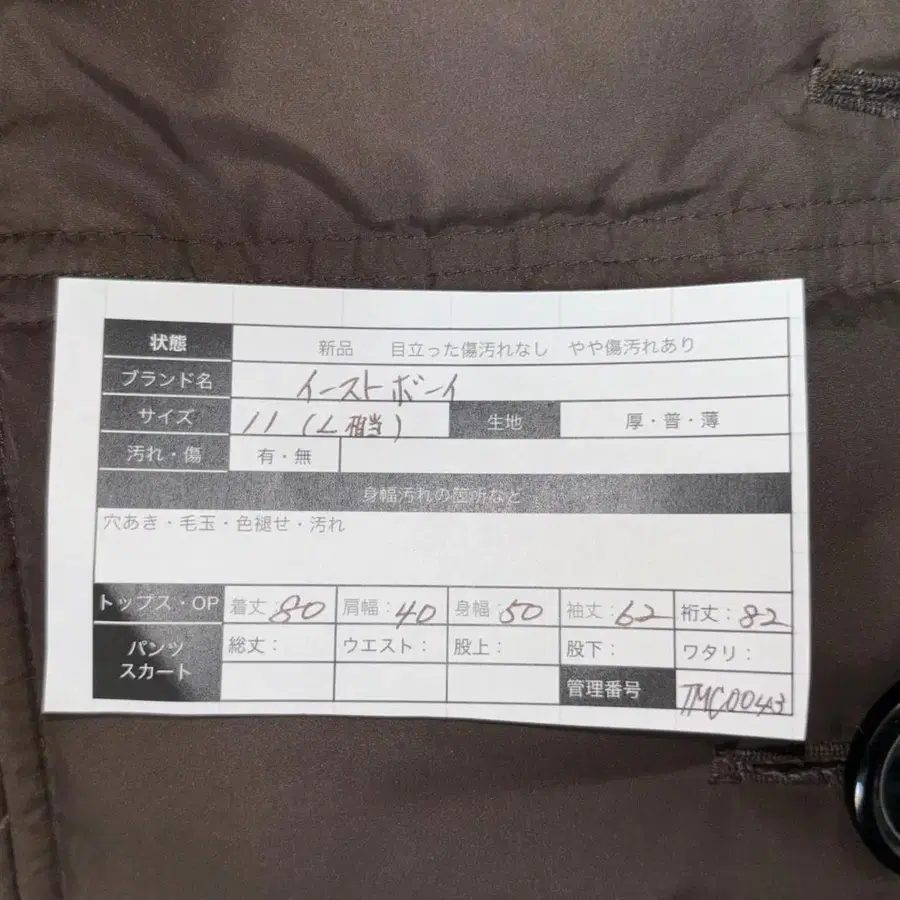 状態 新品 目立った傷汚れなし やや傷汚れあり
ブランド名 イーストボーイ
サイズ 11 (L相当) 生地 厚・普・薄
汚れ・傷 有・無
身幅汚れの箇所など
穴あき・毛玉・色褪せ・汚れ
トップス・OP 着丈:80 肩幅:40 身幅:50 袖丈:62 裄丈:82
パンツ スカート 総丈: ウエスト: 股上: 股下: ワタリ:
管理番号 TMC0043